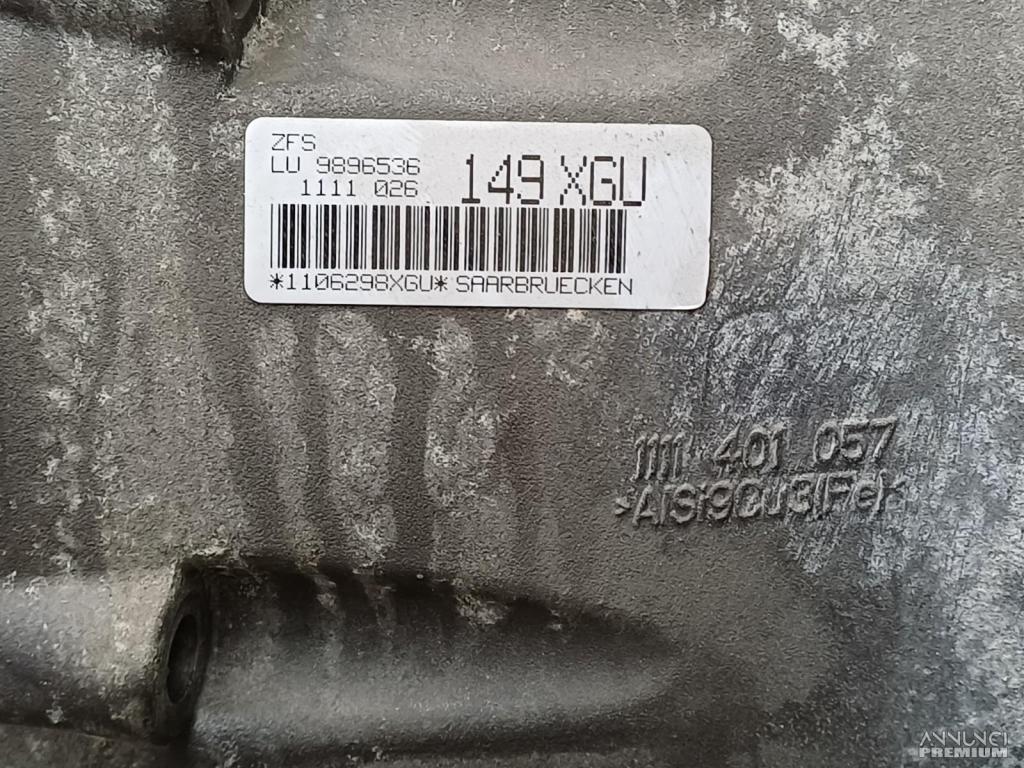 ZFS
LU 9896536
1111 026
149 XGU
*1106298XGU* SAARBRUECKEN
1111 401 057
>AlSi9Cu3(Fe)<
ANNUNCI
PREMIUM